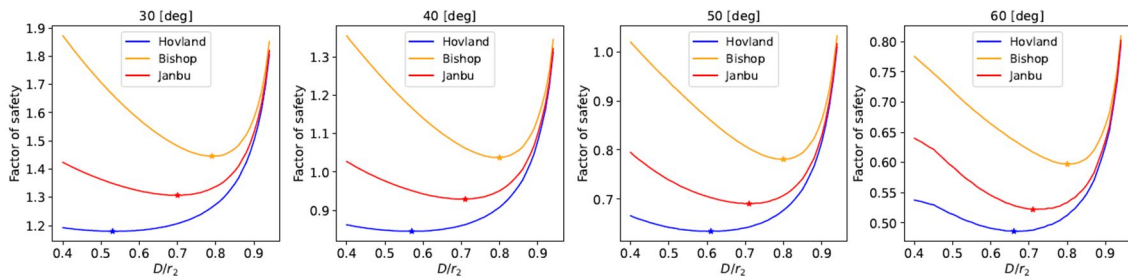 30 [deg]
1.9
1.8
1.7
1.6
1.5
1.4
1.3
1.2
Factor of safety
Hovland
Bishop
Janbu
0.4 0.5 0.6 0.7 0.8 0.9
D/r2
40 [deg]
1.3
1.2
1.1
1.0
0.9
Factor of safety
Hovland
Bishop
Janbu
0.4 0.5 0.6 0.7 0.8 0.9
D/r2
50 [deg]
1.0
0.9
0.8
0.7
Factor of safety
Hovland
Bishop
Janbu
0.4 0.5 0.6 0.7 0.8 0.9
D/r2
60 [deg]
0.80
0.75
0.70
0.65
0.60
0.55
0.50
Factor of safety
Hovland
Bishop
Janbu
0.4 0.5 0.6 0.7 0.8 0.9
D/r2